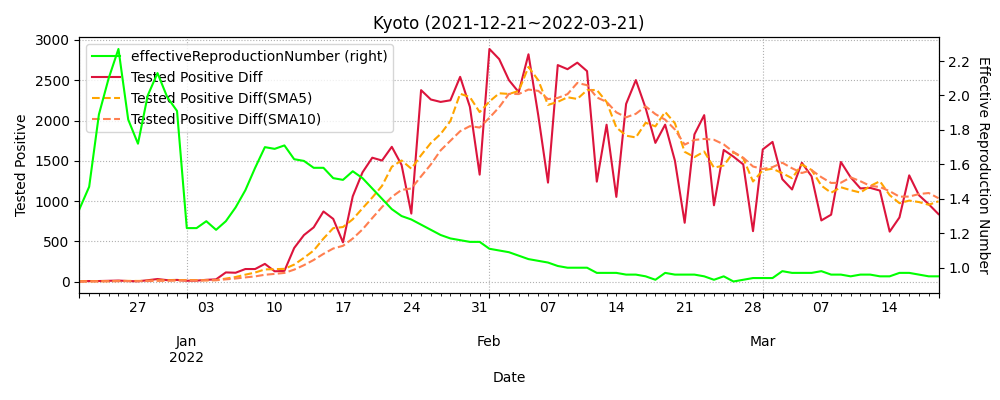 Kyoto (2021-12-21~2022-03-21)
effectiveReproductionNumber (right)
Tested Positive Diff
Tested Positive Diff(SMA5)
Tested Positive Diff(SMA10)
Tested Positive
3000
2500
2000
1500
1000
500
0
2.2
2.0
1.8
1.6
1.4
1.2
1.0
Effective Reproduction Number
27 03 10 17 24 31 07 14 21 28 07 14
Jan Feb Mar
2022
Date